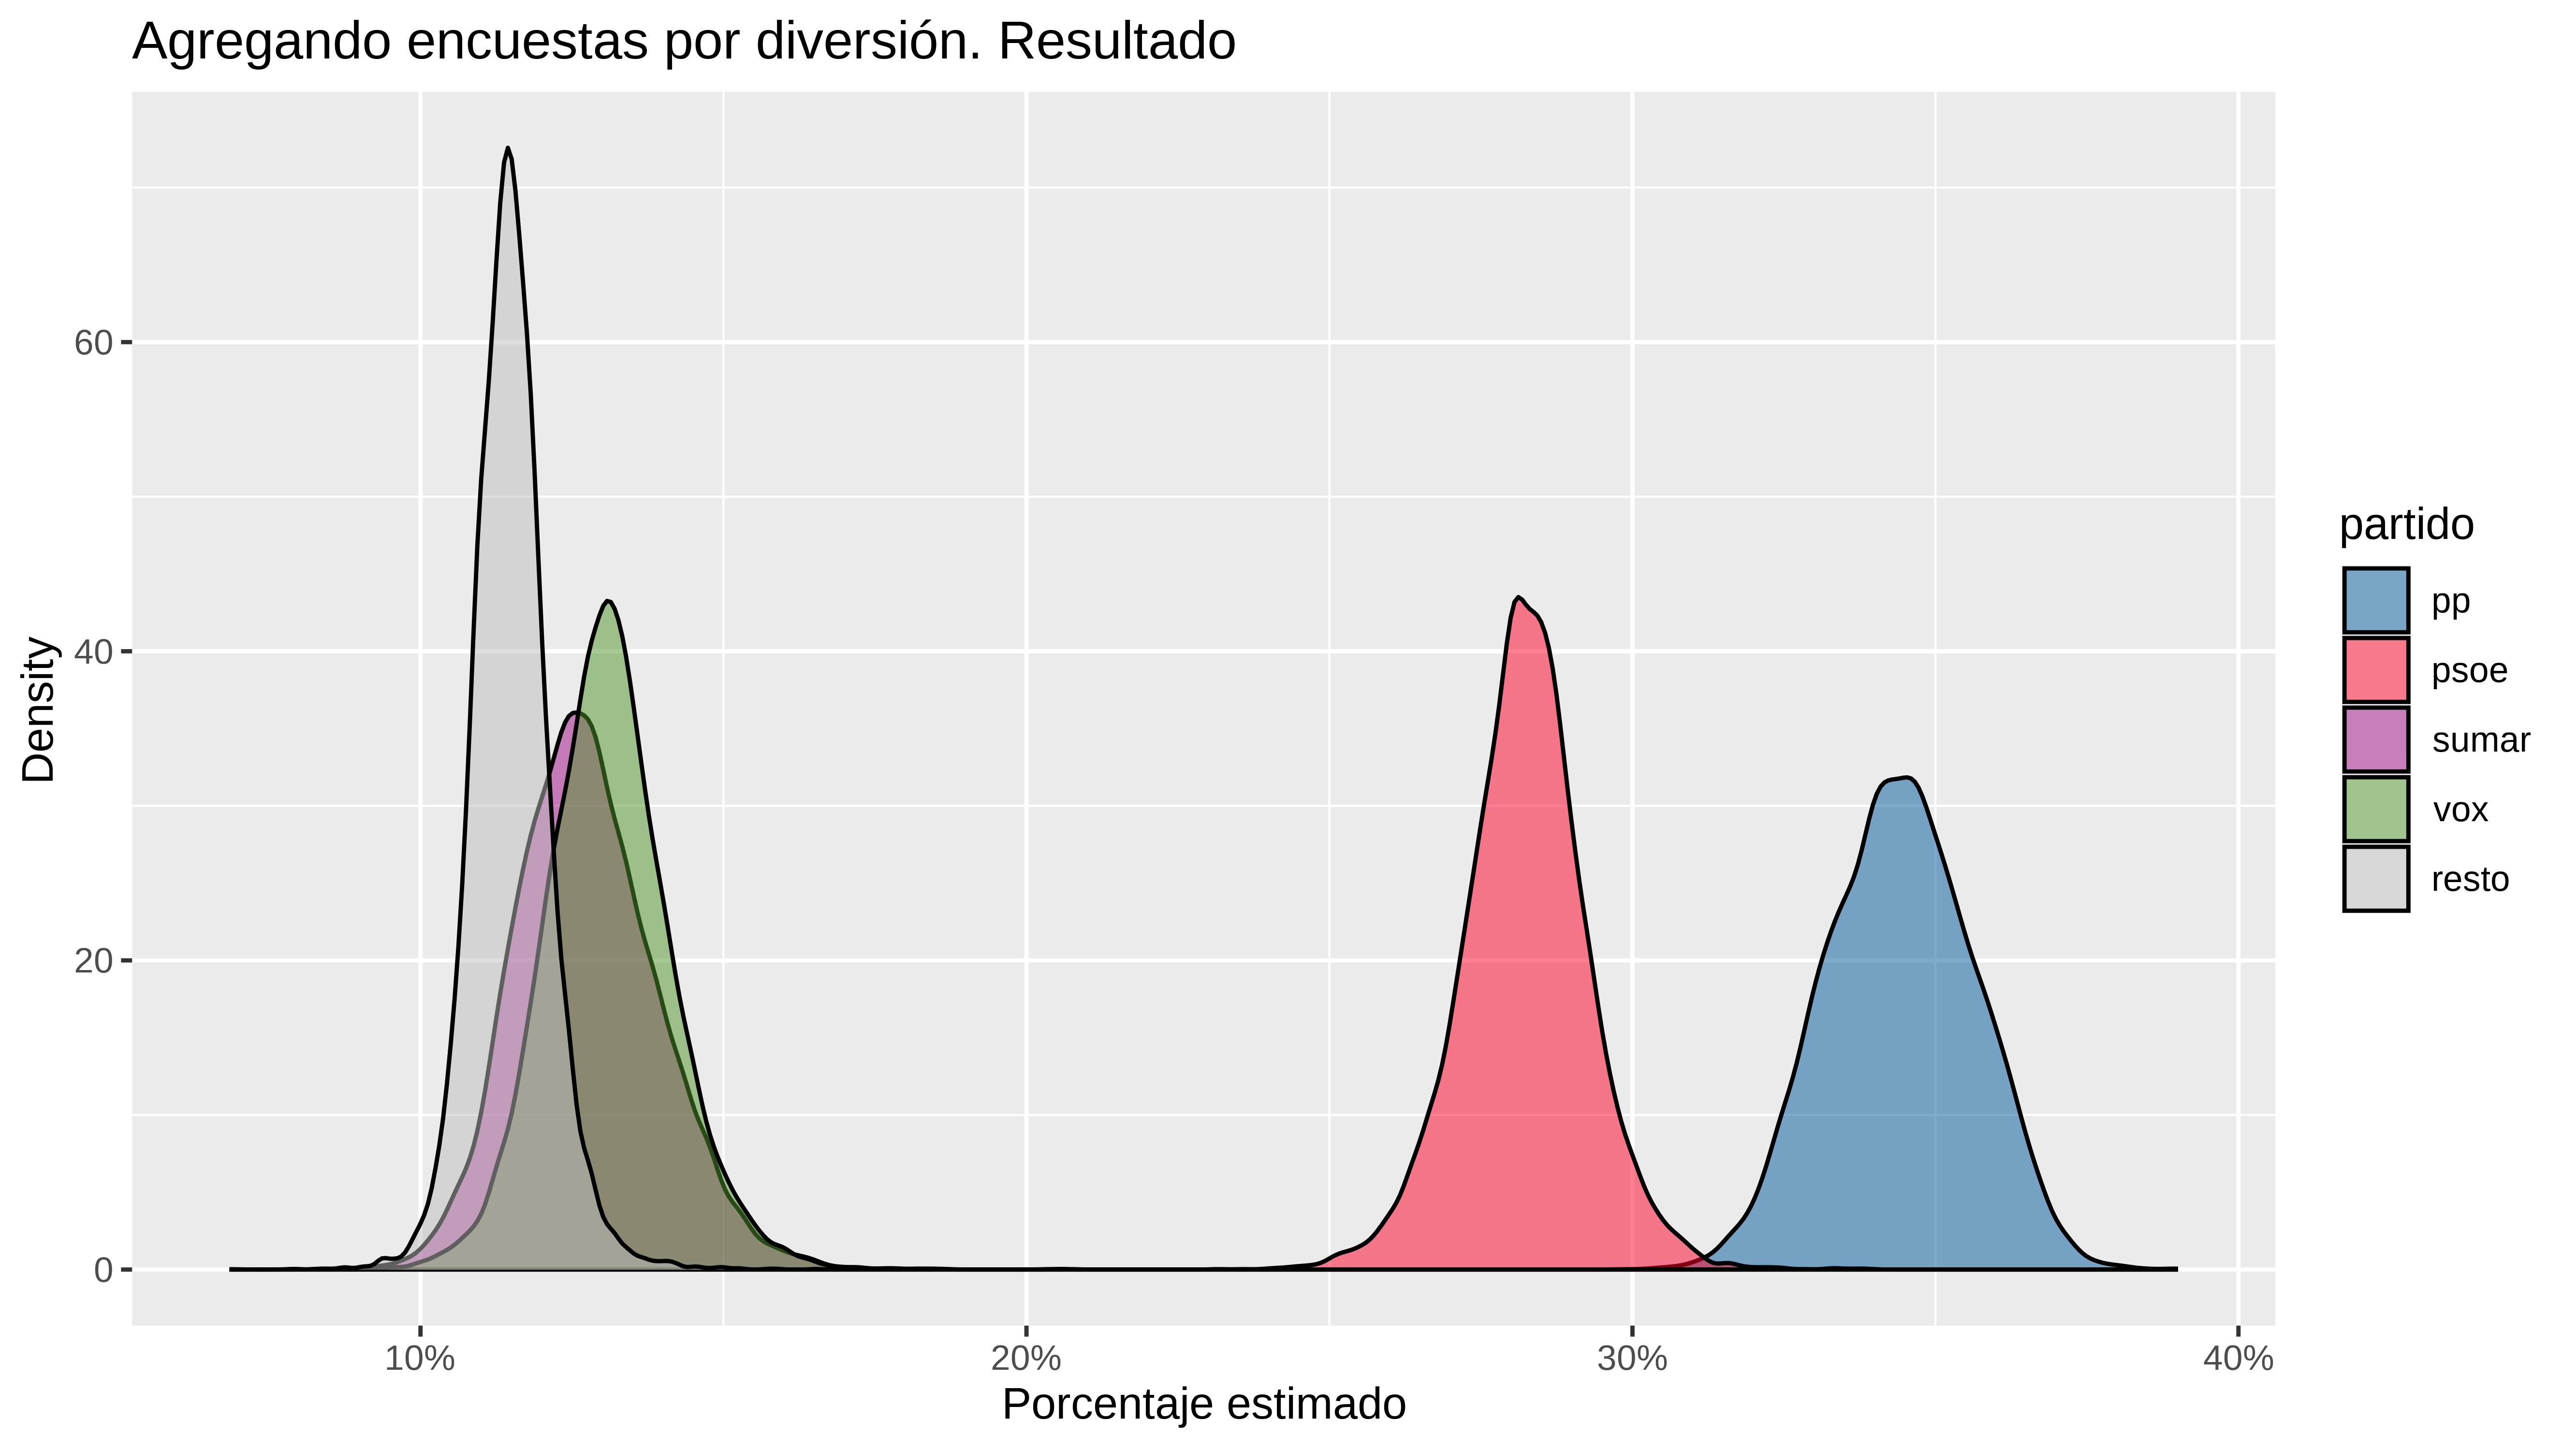 Agregando encuestas por diversión. Resultado
Density
60
40
20
0
10%
20%
30%
40%
Porcentaje estimado
partido
pp
psoe
sumar
vox
resto